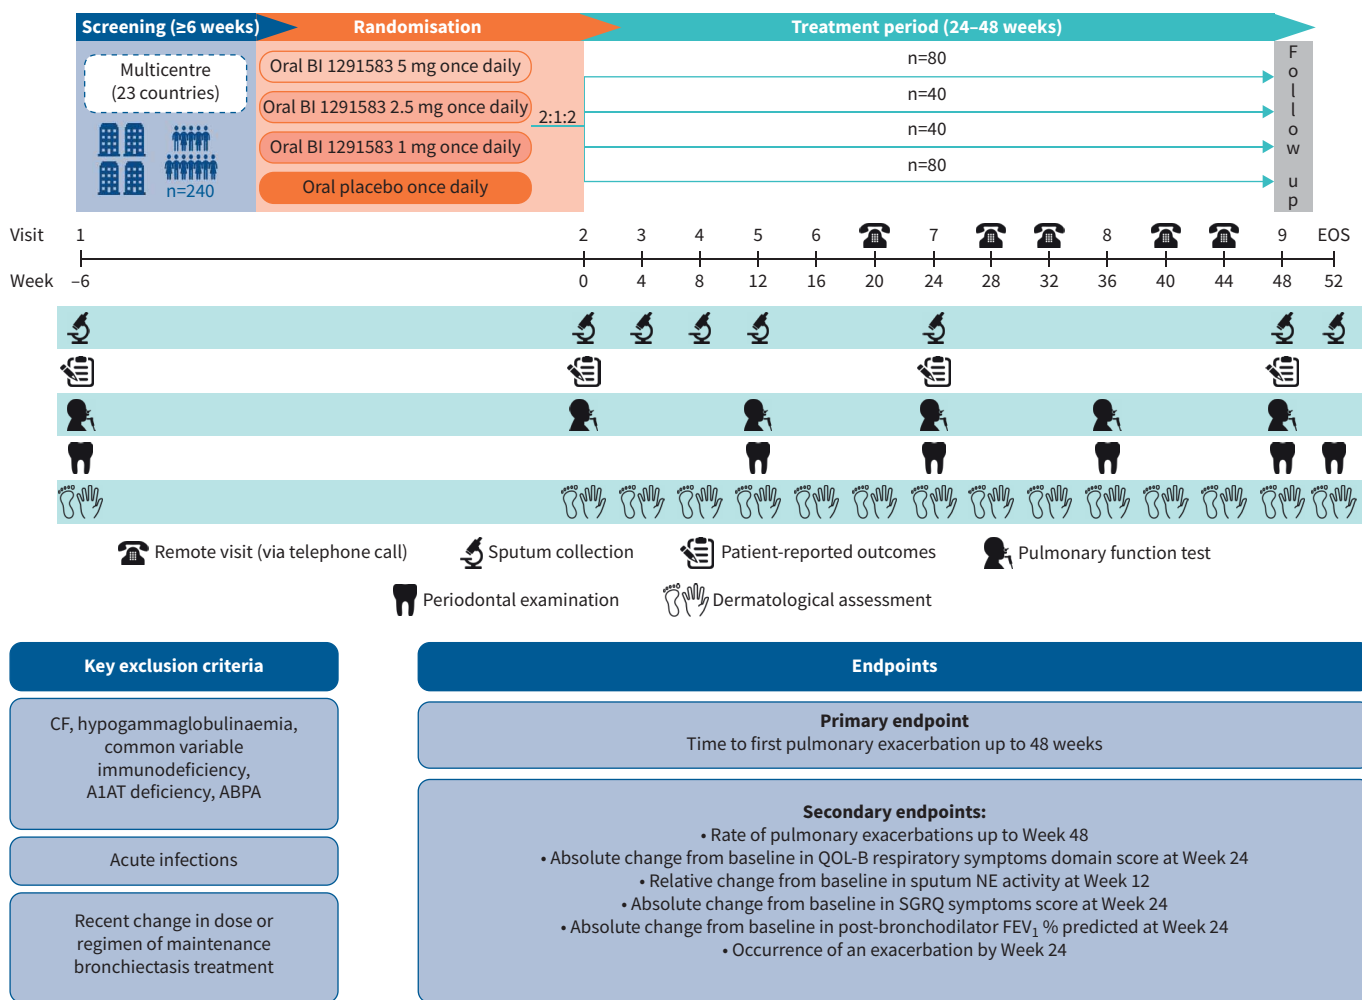 Screening (≥6 weeks)
Randomisation
Treatment period (24–48 weeks)
Multicentre
(23 countries)
n=240
Oral BI 1291583 5 mg once daily
Oral BI 1291583 2.5 mg once daily
Oral BI 1291583 1 mg once daily
Oral placebo once daily
2:1:2
n=80
n=40
n=40
n=80
Follow up
Visit 1 2 3 4 5 6 7 8 9 EOS
Week –6 0 4 8 12 16 20 24 28 32 36 40 44 48 52
Remote visit (via telephone call)
Sputum collection
Patient-reported outcomes
Pulmonary function test
Periodontal examination
Dermatological assessment
Key exclusion criteria
CF, hypogammaglobulinaemia,
common variable
immunodeficiency,
A1AT deficiency, ABPA
Acute infections
Recent change in dose or
regimen of maintenance
bronchiectasis treatment
Endpoints
Primary endpoint
Time to first pulmonary exacerbation up to 48 weeks
Secondary endpoints:
• Rate of pulmonary exacerbations up to Week 48
• Absolute change from baseline in QOL-B respiratory symptoms domain score at Week 24
• Relative change from baseline in sputum NE activity at Week 12
• Absolute change from baseline in SGRQ symptoms score at Week 24
• Absolute change from baseline in post-bronchodilator FEV₁ % predicted at Week 24
• Occurrence of an exacerbation by Week 24